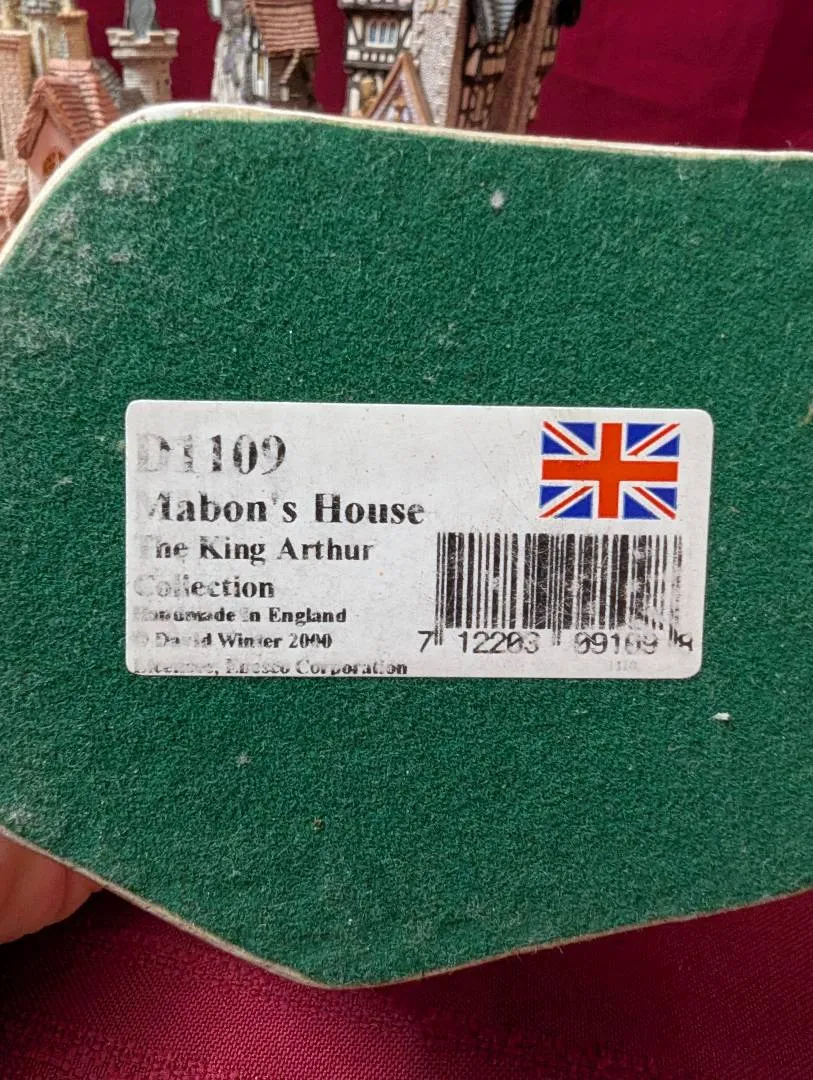 D1109
Mabon's House
The King Arthur
Collection
Handmade in England
© David Winter 2000
Licensee, Enesco Corporation
7 12203 09109 8